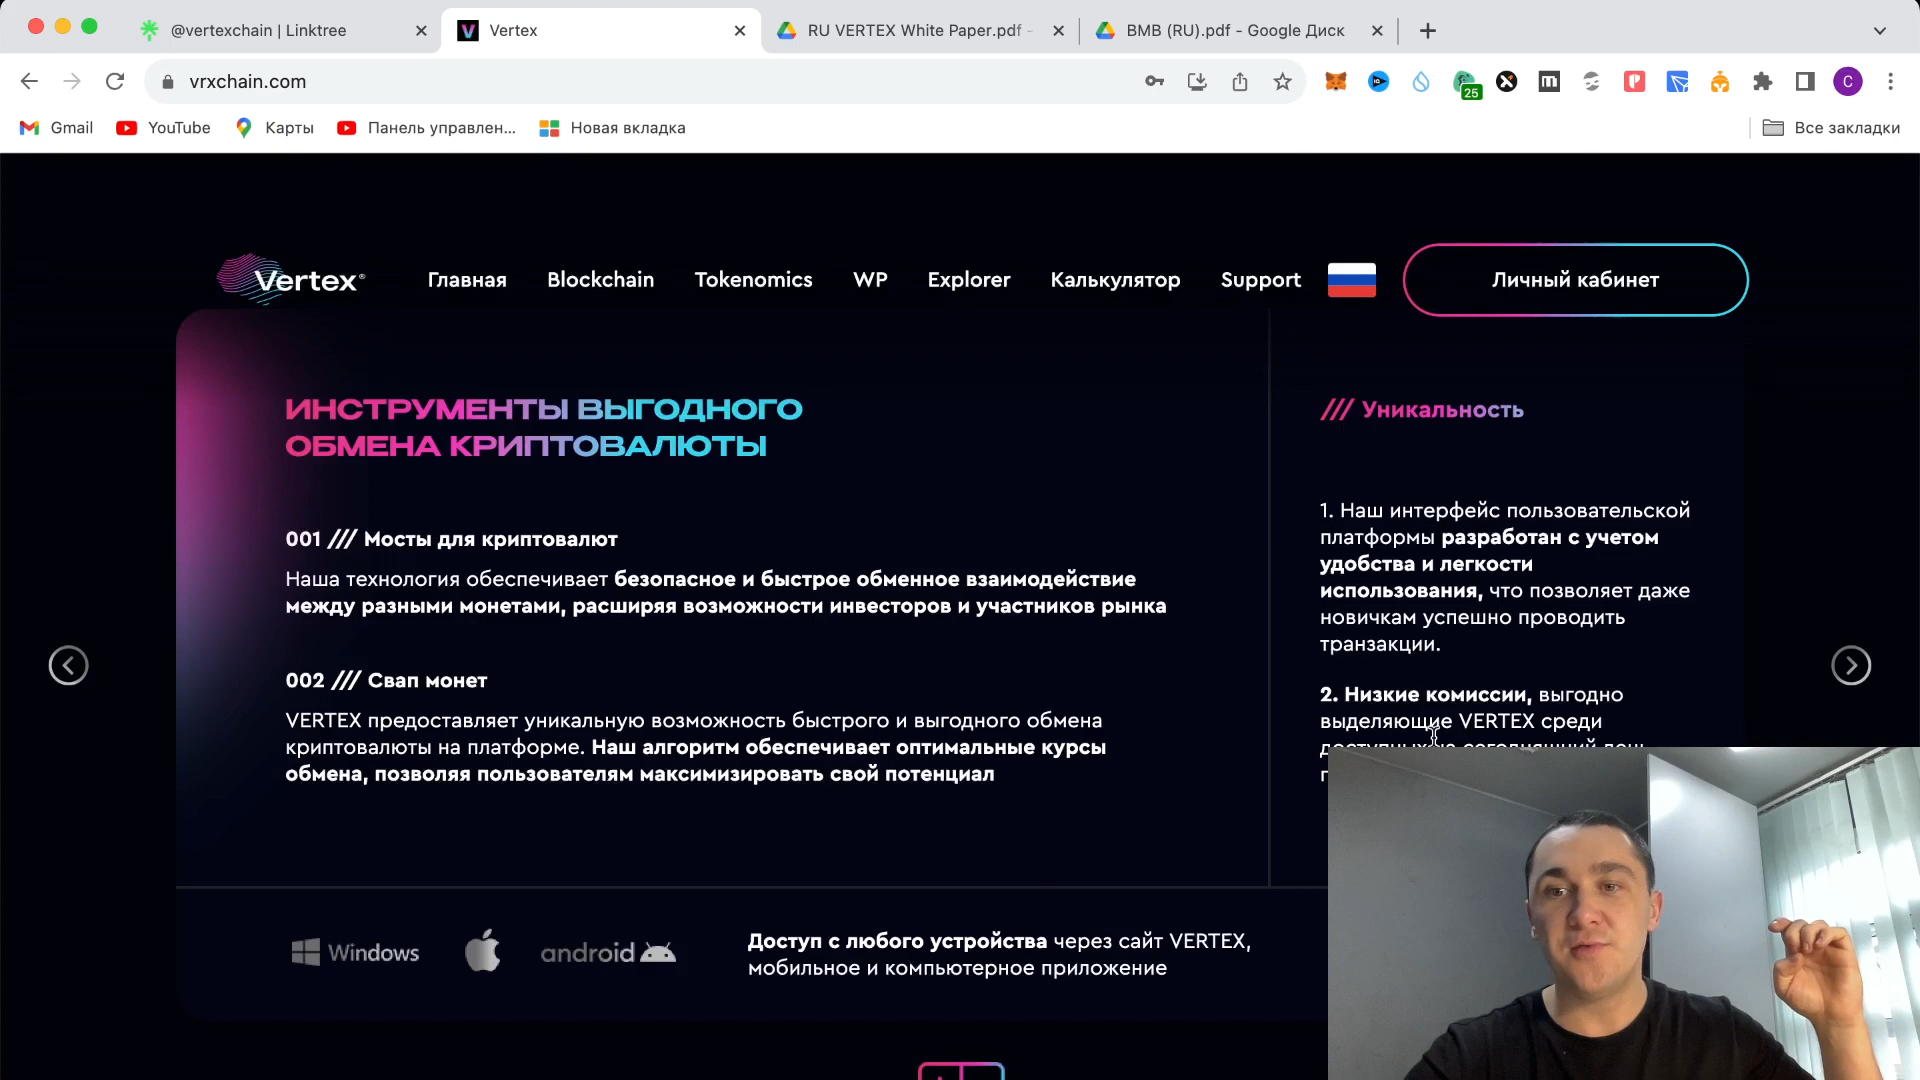 @vertexchain | Linktree
Vertex
RU VERTEX White Paper.pdf -
BMB (RU).pdf - Google Диск
vrxchain.com
25
C
Gmail
YouTube
Карты
Панель управлен...
Новая вкладка
Все закладки
Vertex
Главная
Blockchain
Tokenomics
WP
Explorer
Калькулятор
Support
Личный кабинет
ИНСТРУМЕНТЫ ВЫГОДНОГО
ОБМЕНА КРИПТОВАЛЮТЫ
001 /// Мосты для криптовалют
Наша технология обеспечивает безопасное и быстрое обменное взаимодействие
между разными монетами, расширяя возможности инвесторов и участников рынка
002 /// Свап монет
VERTEX предоставляет уникальную возможность быстрого и выгодного обмена
криптовалюты на платформе. Наш алгоритм обеспечивает оптимальные курсы
обмена, позволяя пользователям максимизировать свой потенциал
/// Уникальность
1. Наш интерфейс пользовательской
платформы разработан с учетом
удобства и легкости
использования, что позволяет даже
новичкам успешно проводить
транзакции.
2. Низкие комиссии, выгодно
выделяющие VERTEX среди
доступных на сегодняшний день
Windows
android
Доступ с любого устройства через сайт VERTEX,
мобильное и компьютерное приложение